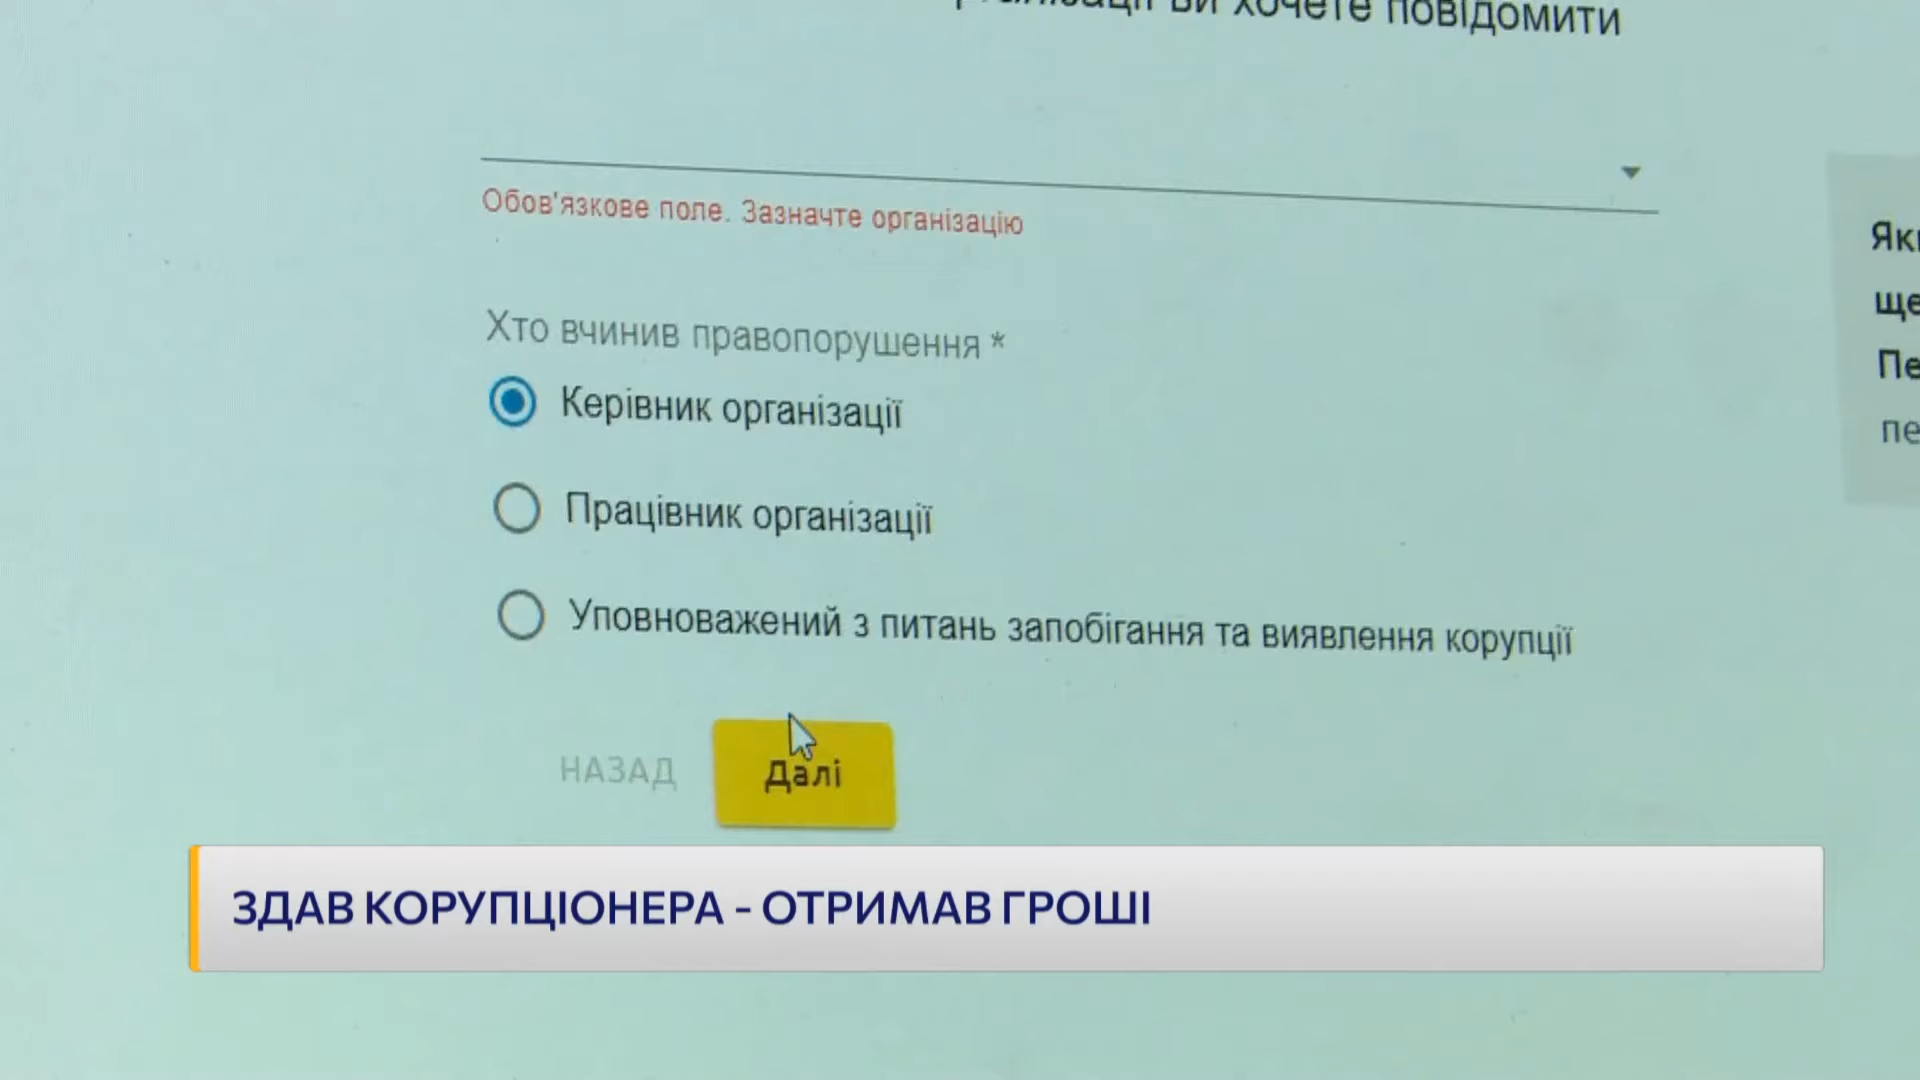 ви хочете повідомити
Обов'язкове поле. Зазначте організацію
Хто вчинив правопорушення *
Керівник організації
Працівник організації
Уповноважений з питань запобігання та виявлення корупції
НАЗАД
Далі
ЗДАВ КОРУПЦІОНЕРА - ОТРИМАВ ГРОШІ